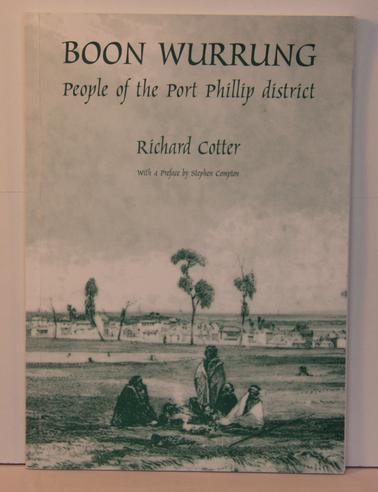 BOON WURRUNG
People of the Port Phillip district
Richard Cotter
With a Preface by Stephen Compton